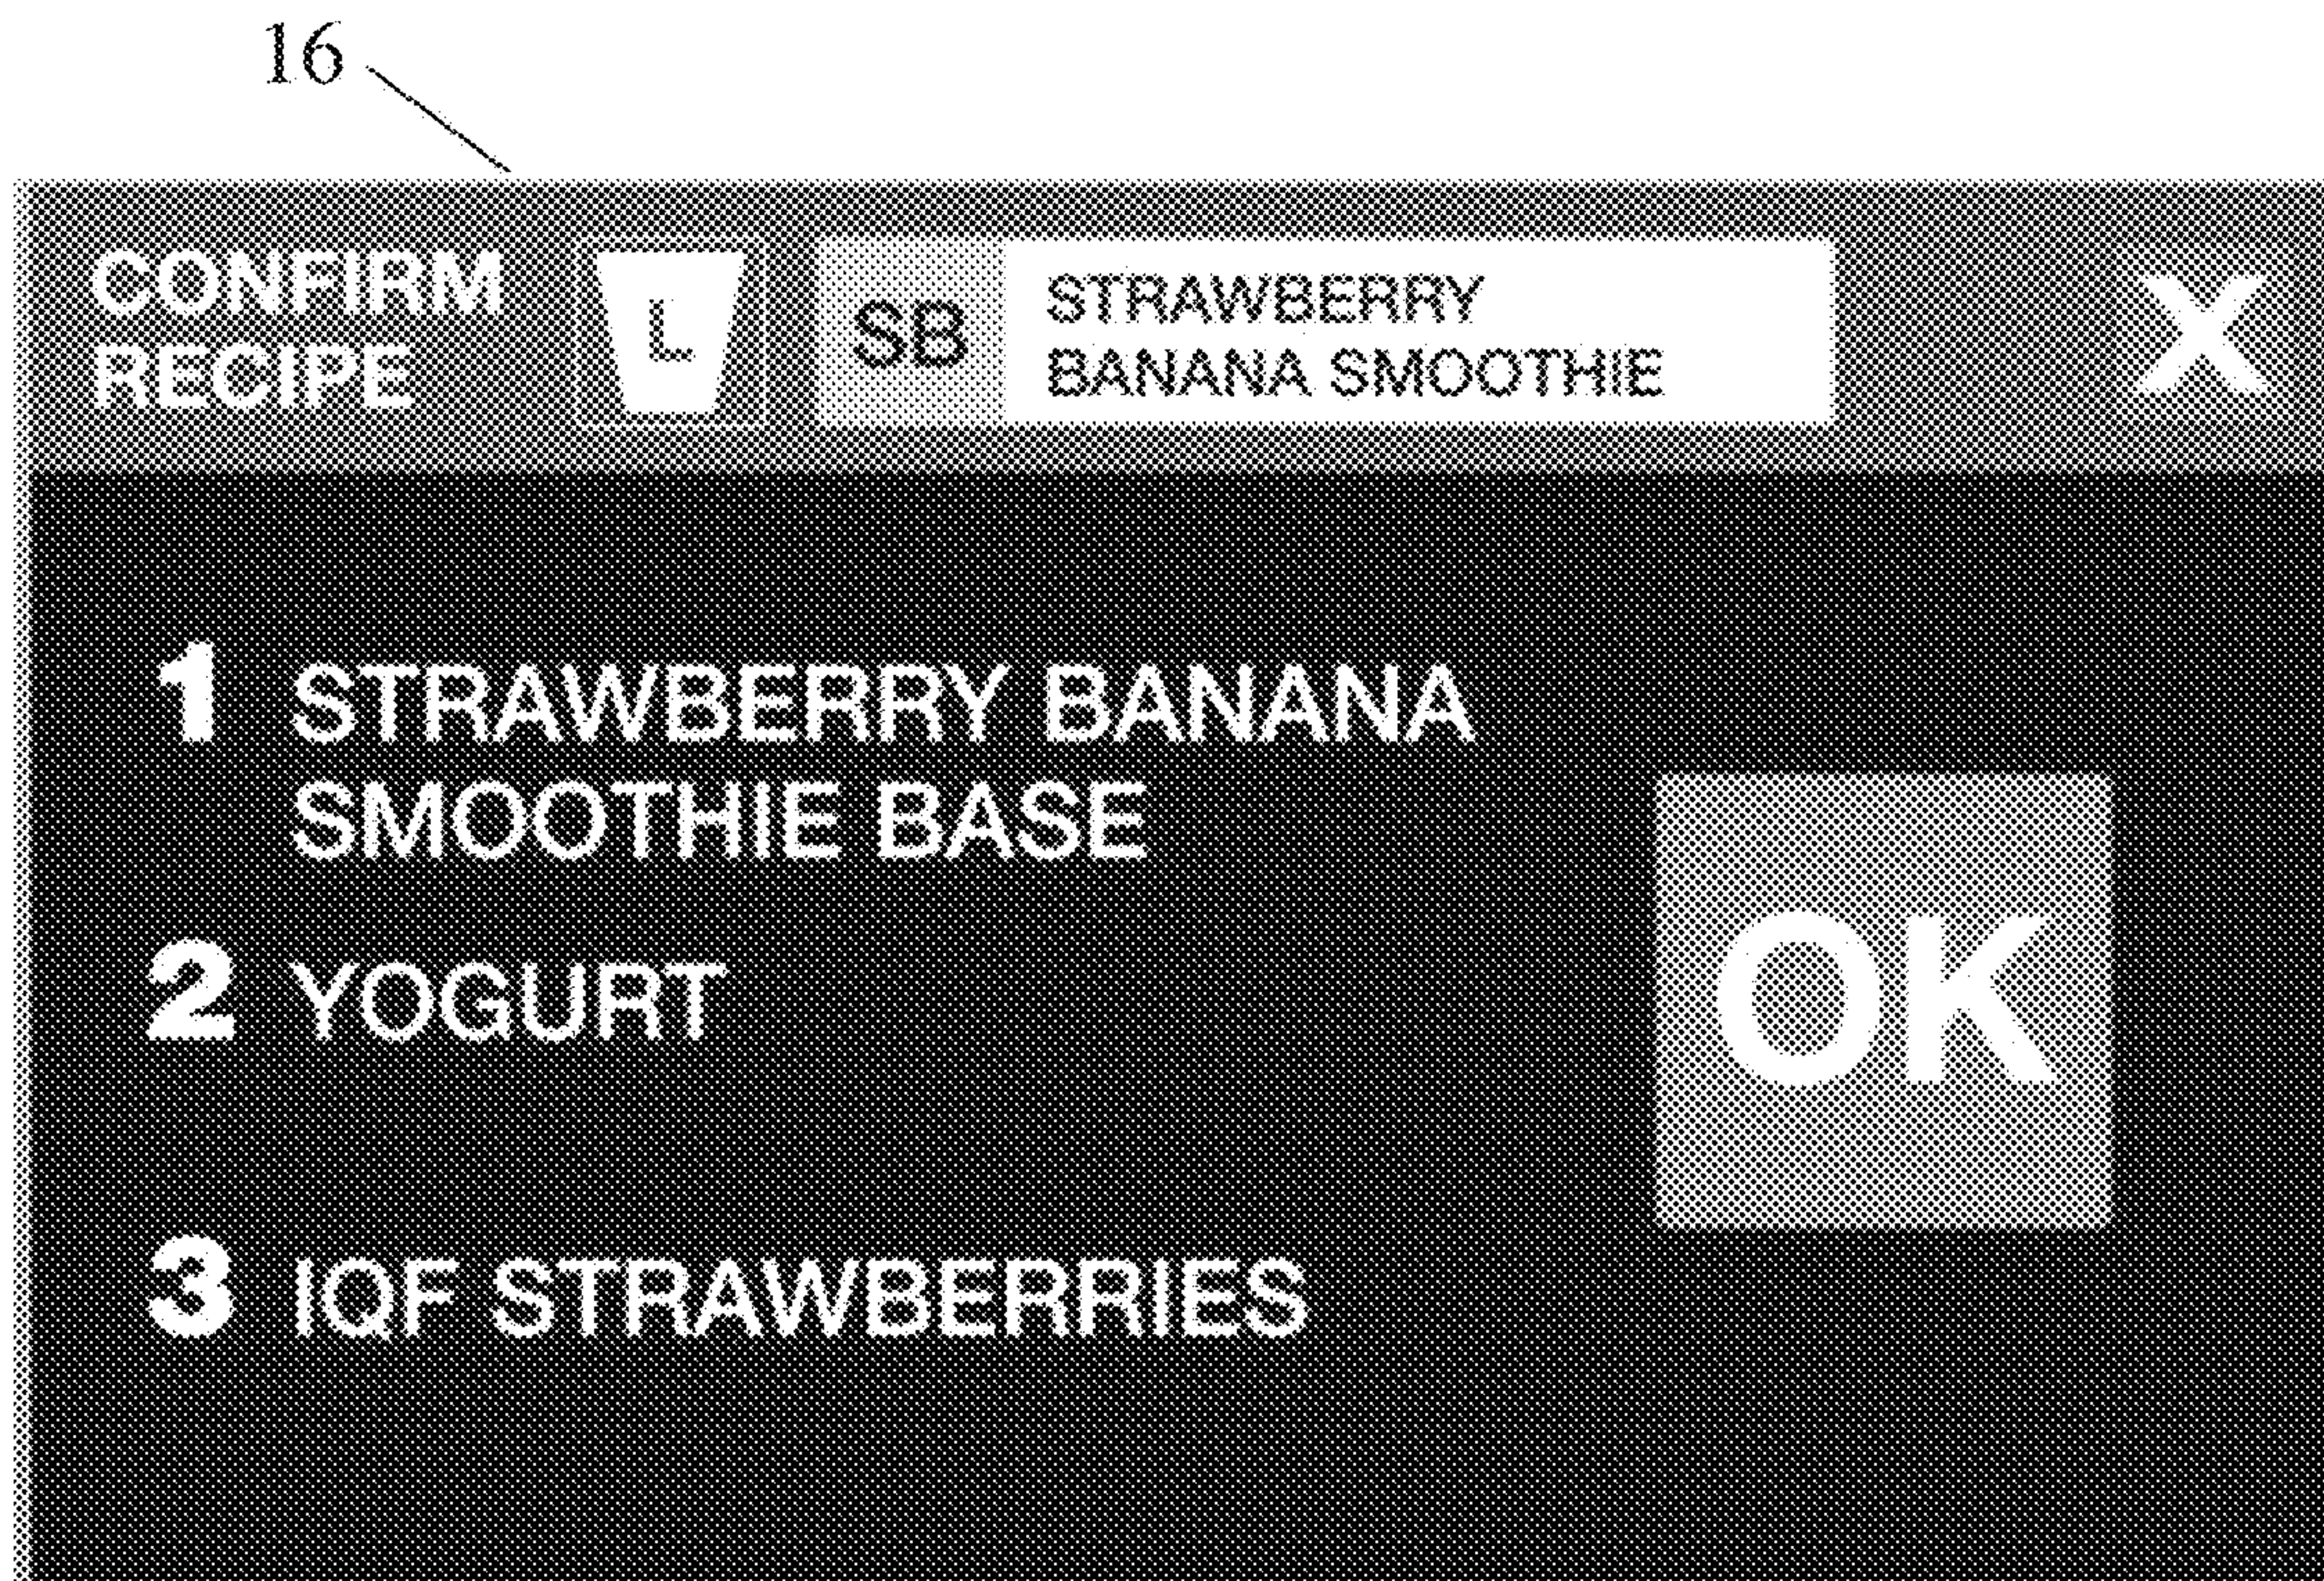 16
CONFIRM
RECIPE
L
SB
STRAWBERRY
BANANA SMOOTHIE
X
1 STRAWBERRY BANANA
SMOOTHIE BASE
2 YOGURT
OK
3 IQF STRAWBERRIES